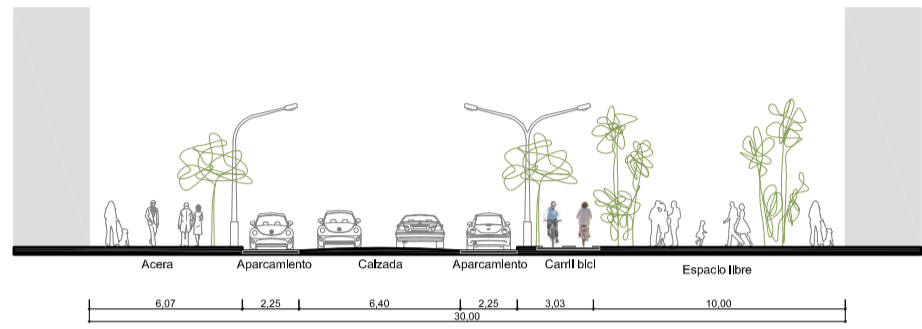 Acera Aparcamiento Calzada Aparcamiento Carril bici Espacio libre
6,07 2,25 6,40 2,25 3,03 10,00
30,00